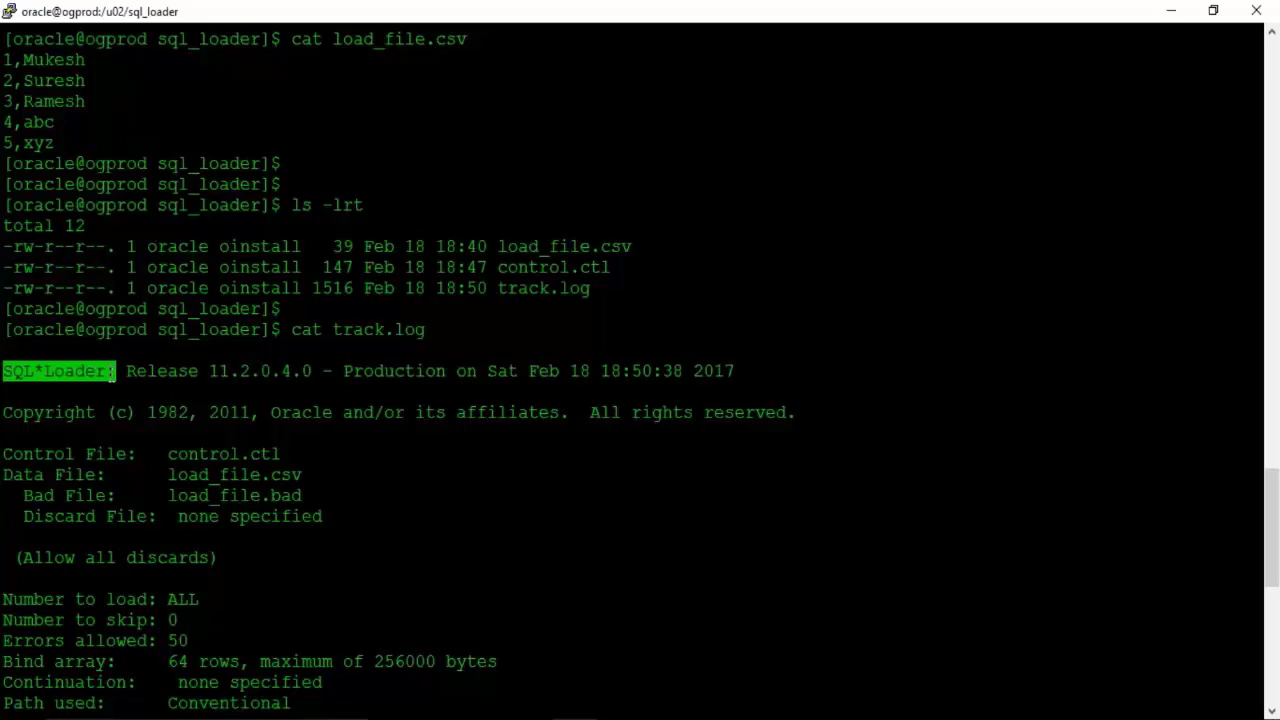 oracle@ogprod:/u02/sql_loader
[oracle@ogprod sql_loader]$ cat load_file.csv
1,Mukesh
2,Suresh
3,Ramesh
4,abc
5,xyz
[oracle@ogprod sql_loader]$
[oracle@ogprod sql_loader]$
[oracle@ogprod sql_loader]$ ls -lrt
total 12
-rw-r--r--. 1 oracle oinstall   39 Feb 18 18:40 load_file.csv
-rw-r--r--. 1 oracle oinstall  147 Feb 18 18:47 control.ctl
-rw-r--r--. 1 oracle oinstall 1516 Feb 18 18:50 track.log
[oracle@ogprod sql_loader]$
[oracle@ogprod sql_loader]$ cat track.log
SQL*Loader: Release 11.2.0.4.0 - Production on Sat Feb 18 18:50:38 2017
Copyright (c) 1982, 2011, Oracle and/or its affiliates.  All rights reserved.
Control File:   control.ctl
Data File:      load_file.csv
  Bad File:     load_file.bad
  Discard File:  none specified
 (Allow all discards)
Number to load: ALL
Number to skip: 0
Errors allowed: 50
Bind array:     64 rows, maximum of 256000 bytes
Continuation:    none specified
Path used:      Conventional